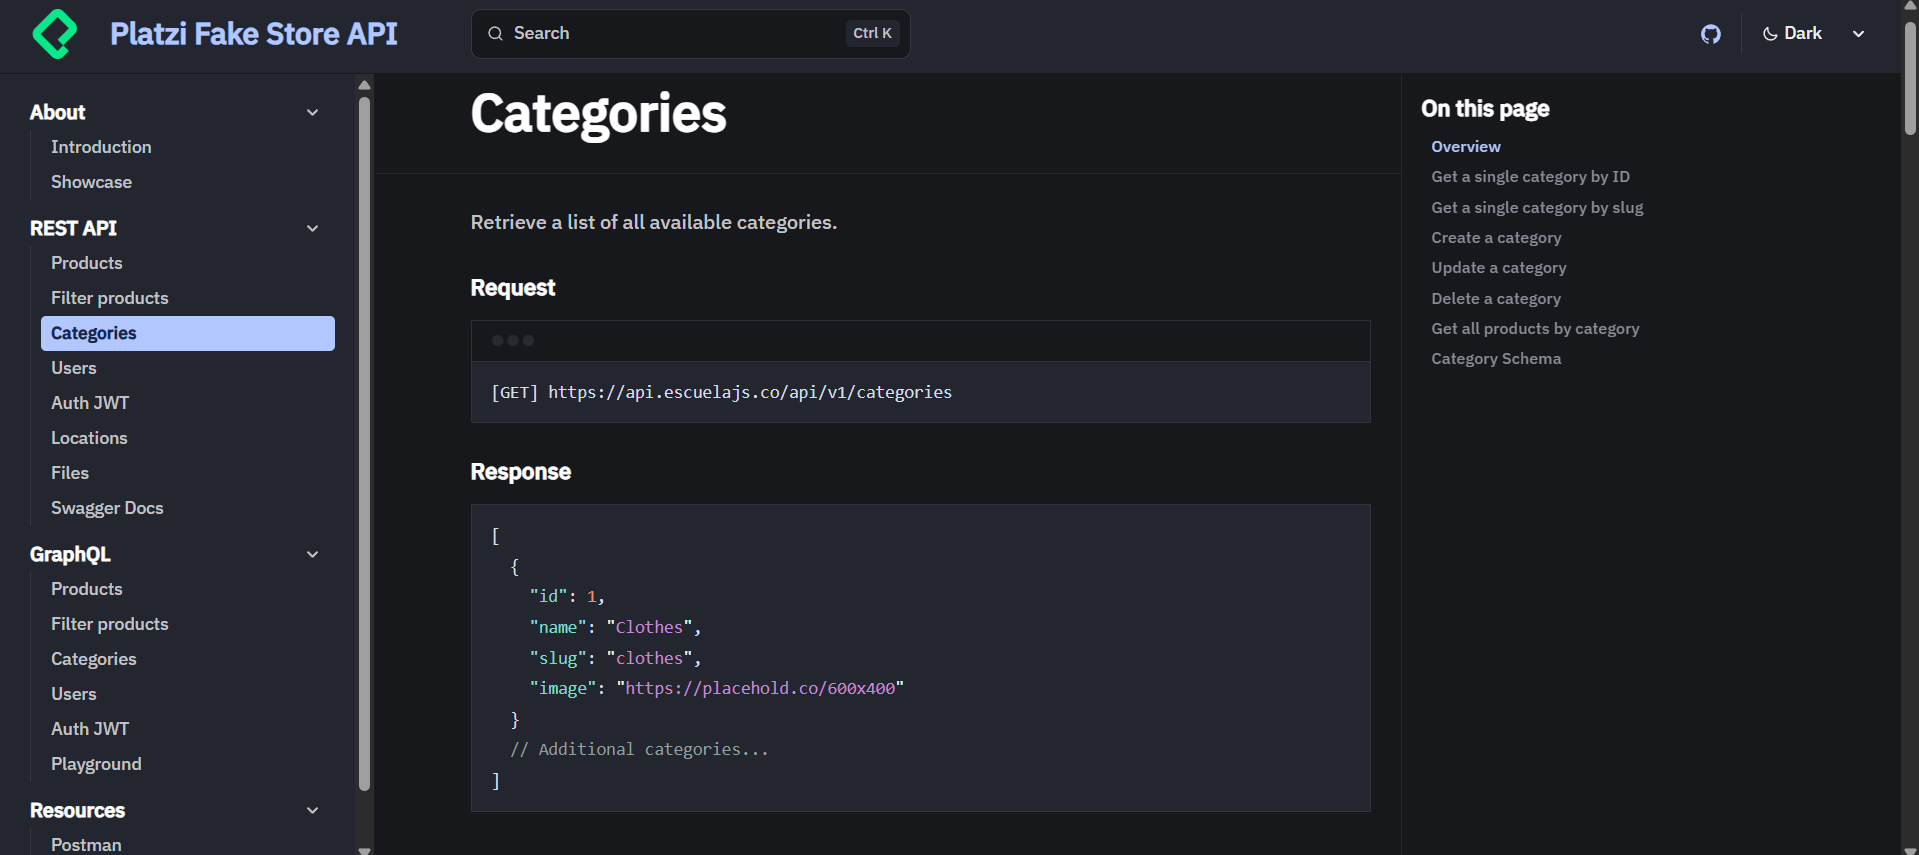 Platzi Fake Store API
Search
Ctrl K
Dark
About
Introduction
Showcase
REST API
Products
Filter products
Categories
Users
Auth JWT
Locations
Files
Swagger Docs
GraphQL
Products
Filter products
Categories
Users
Auth JWT
Playground
Resources
Postman
Categories
Retrieve a list of all available categories.
Request
[GET] https://api.escuelajs.co/api/v1/categories
Response
[
  {
    "id": 1,
    "name": "Clothes",
    "slug": "clothes",
    "image": "https://placehold.co/600x400"
  }
  // Additional categories...
]
On this page
Overview
Get a single category by ID
Get a single category by slug
Create a category
Update a category
Delete a category
Get all products by category
Category Schema